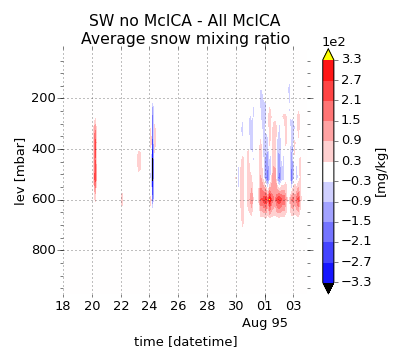 SW no McICA - All McICA
Average snow mixing ratio
1e2
3.3
2.7
2.1
1.5
0.9
0.3
−0.3
−0.9
−1.5
−2.1
−2.7
−3.3
[mg/kg]
lev [mbar]
200
400
600
800
18 20 22 24 26 28 30 01 03
Aug 95
time [datetime]